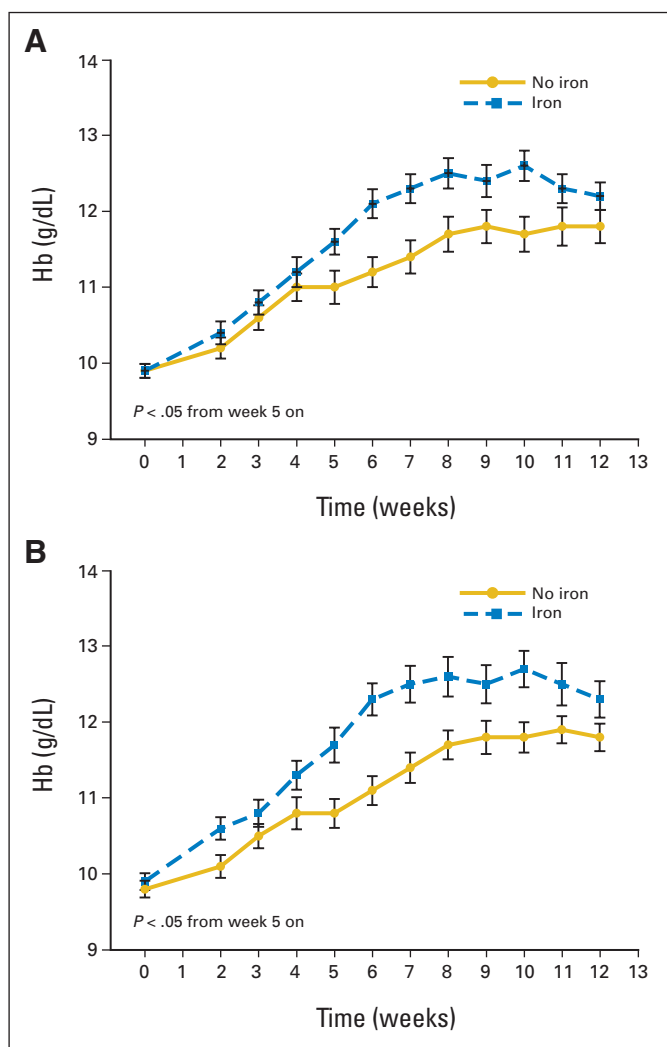 A
14
13
12
11
10
9
Hb (g/dL)
No iron
Iron
P < .05 from week 5 on
0 1 2 3 4 5 6 7 8 9 10 11 12 13
Time (weeks)
B
14
13
12
11
10
9
Hb (g/dL)
No iron
Iron
P < .05 from week 5 on
0 1 2 3 4 5 6 7 8 9 10 11 12 13
Time (weeks)